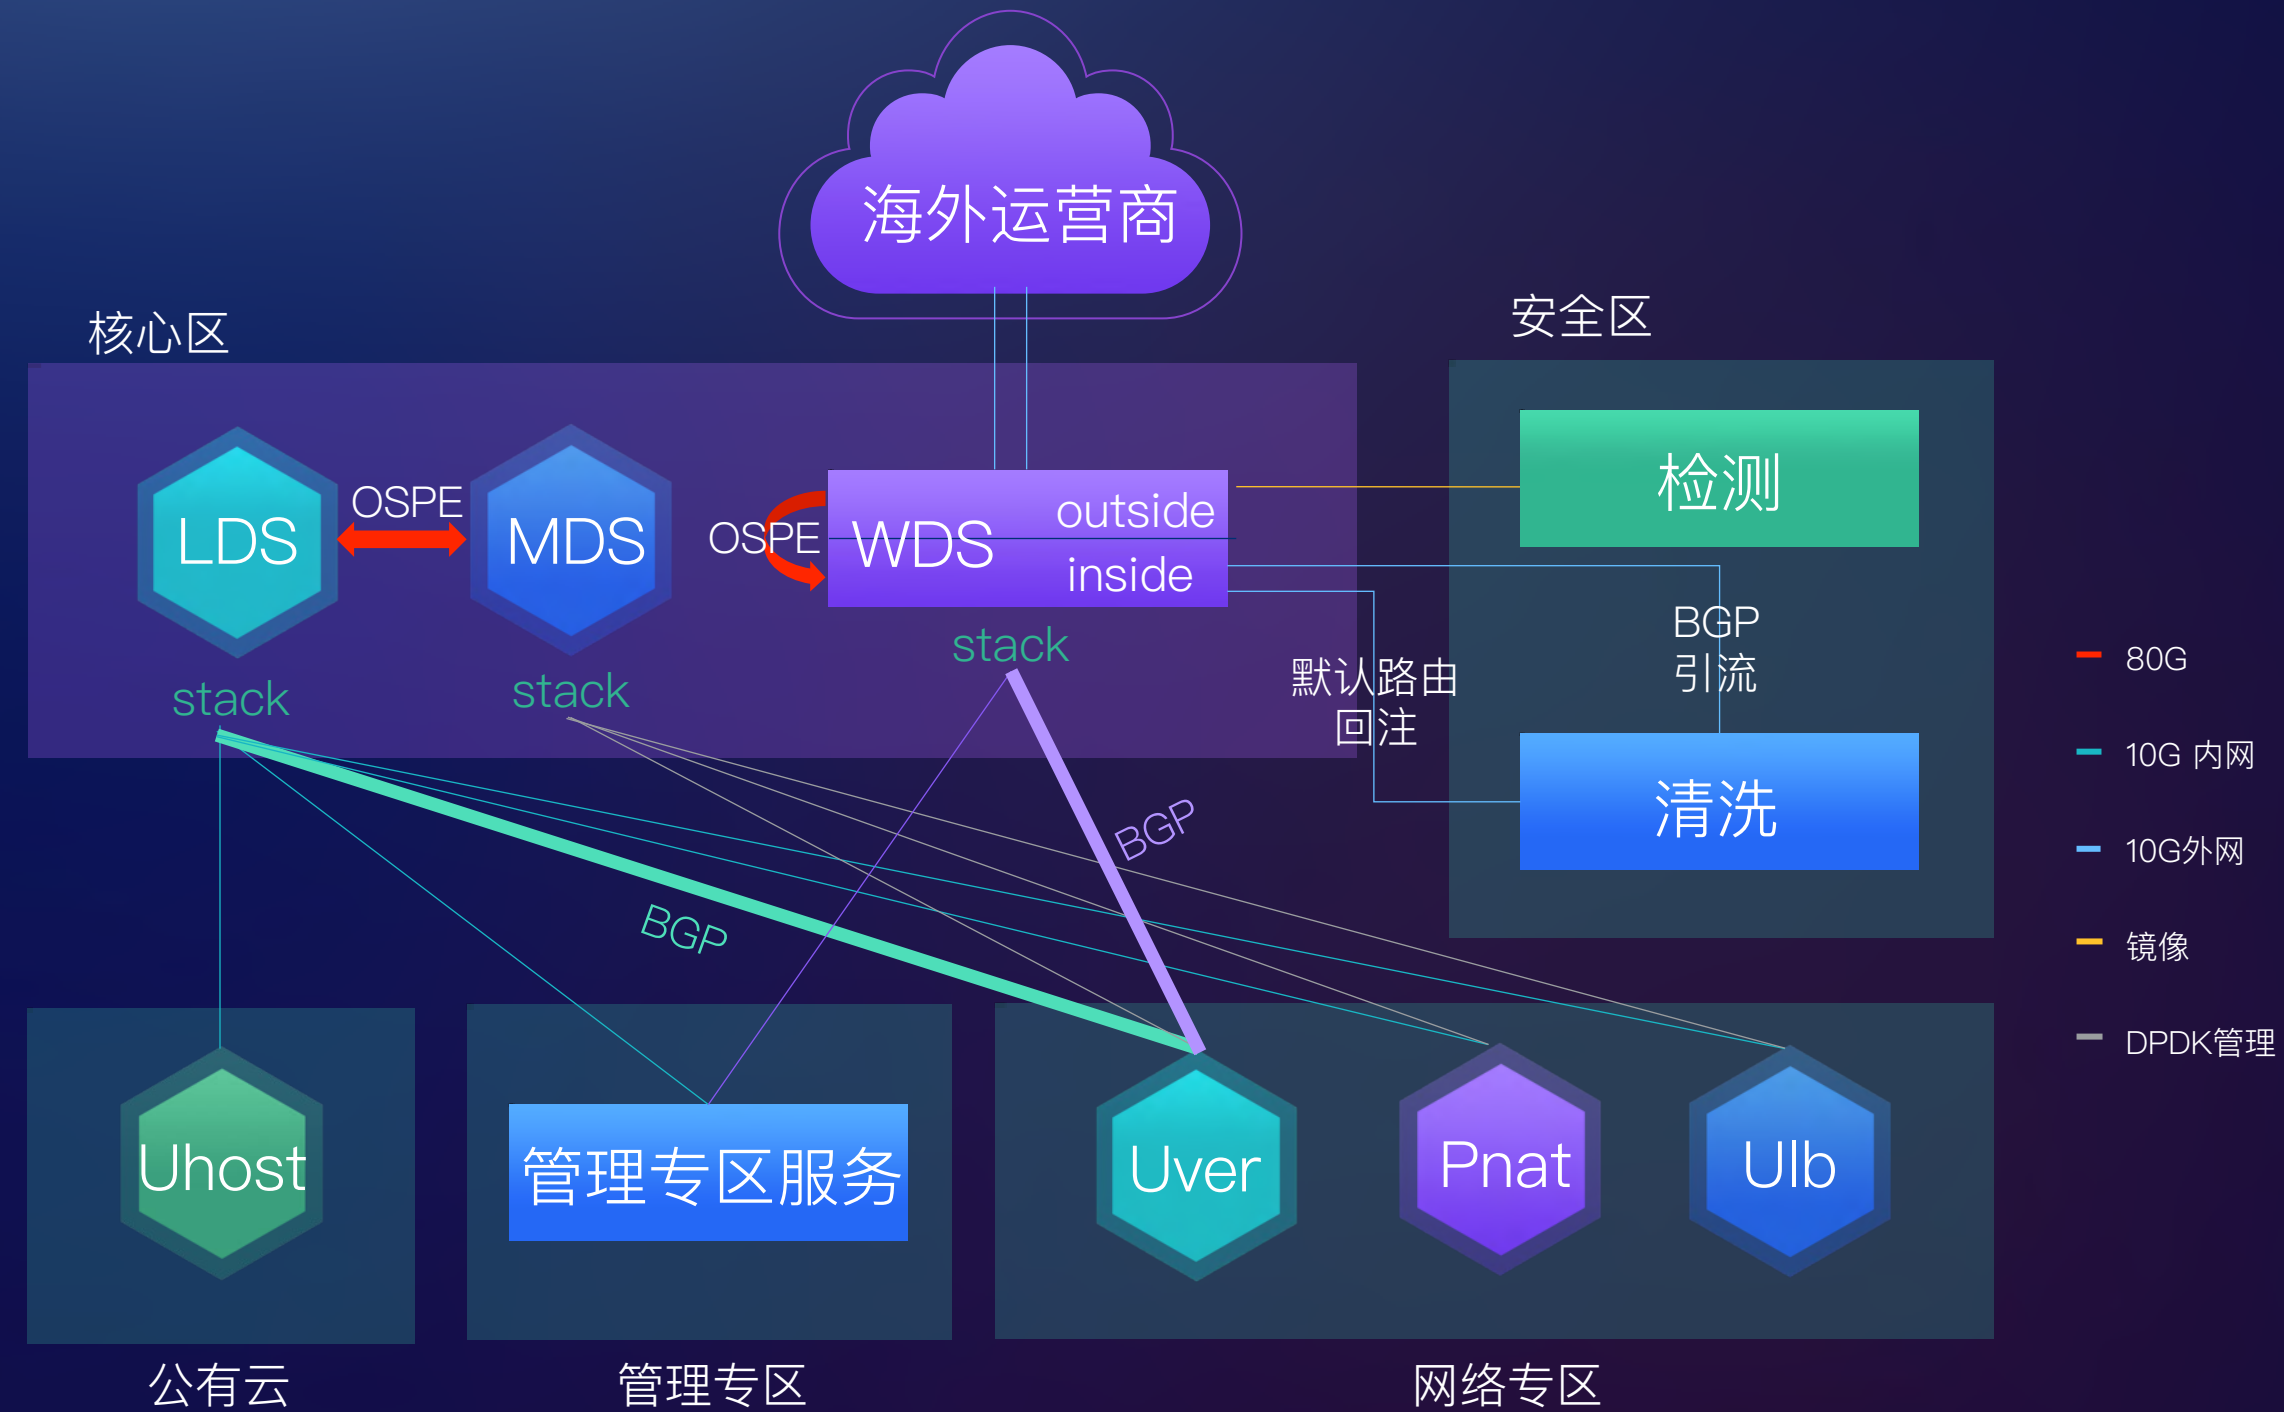 海外运营商
核心区
安全区
LDS
OSPE
MDS
OSPE
WDS
outside
inside
检测
stack
stack
stack
默认路由
回注
BGP
引流
清洗
80G
10G 内网
10G外网
镜像
DPDK管理
BGP
BGP
Uhost
管理专区服务
Uver
Pnat
Ulb
公有云
管理专区
网络专区